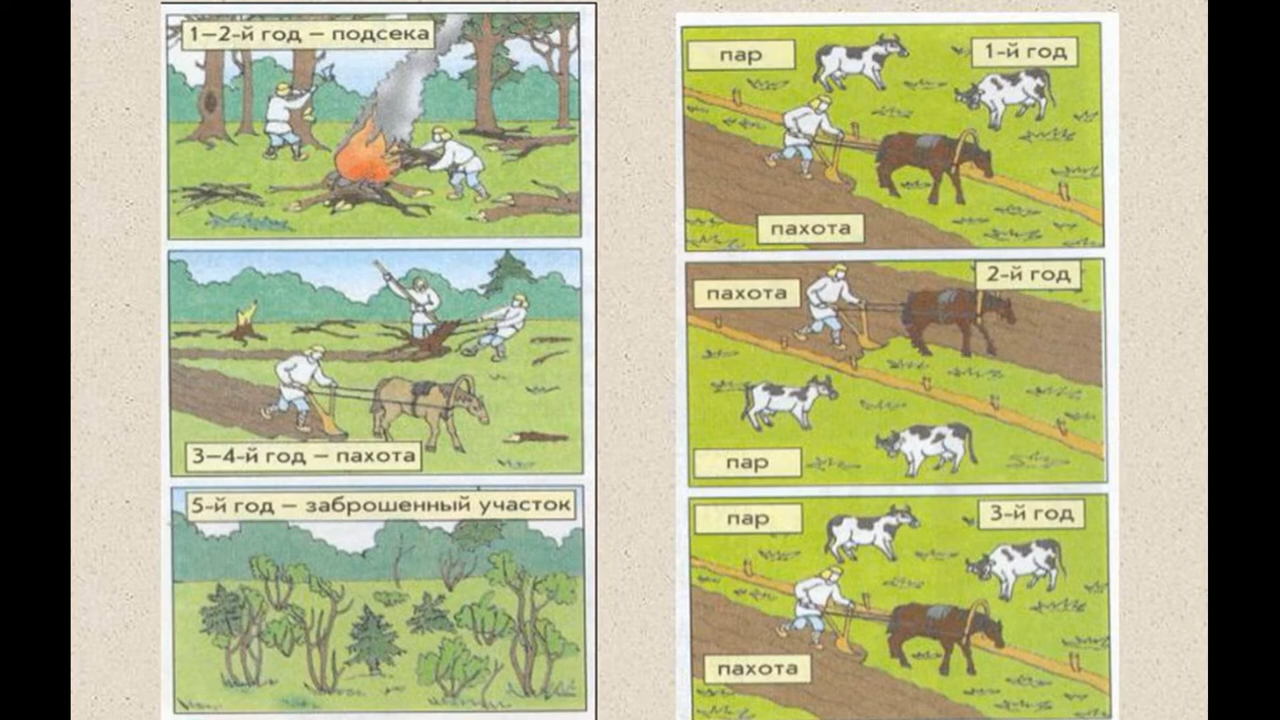 1–2-й год – подсека
3–4-й год – пахота
5-й год – заброшенный участок
пар
1-й год
пахота
2-й год
пахота
пар
пар
3-й год
пахота